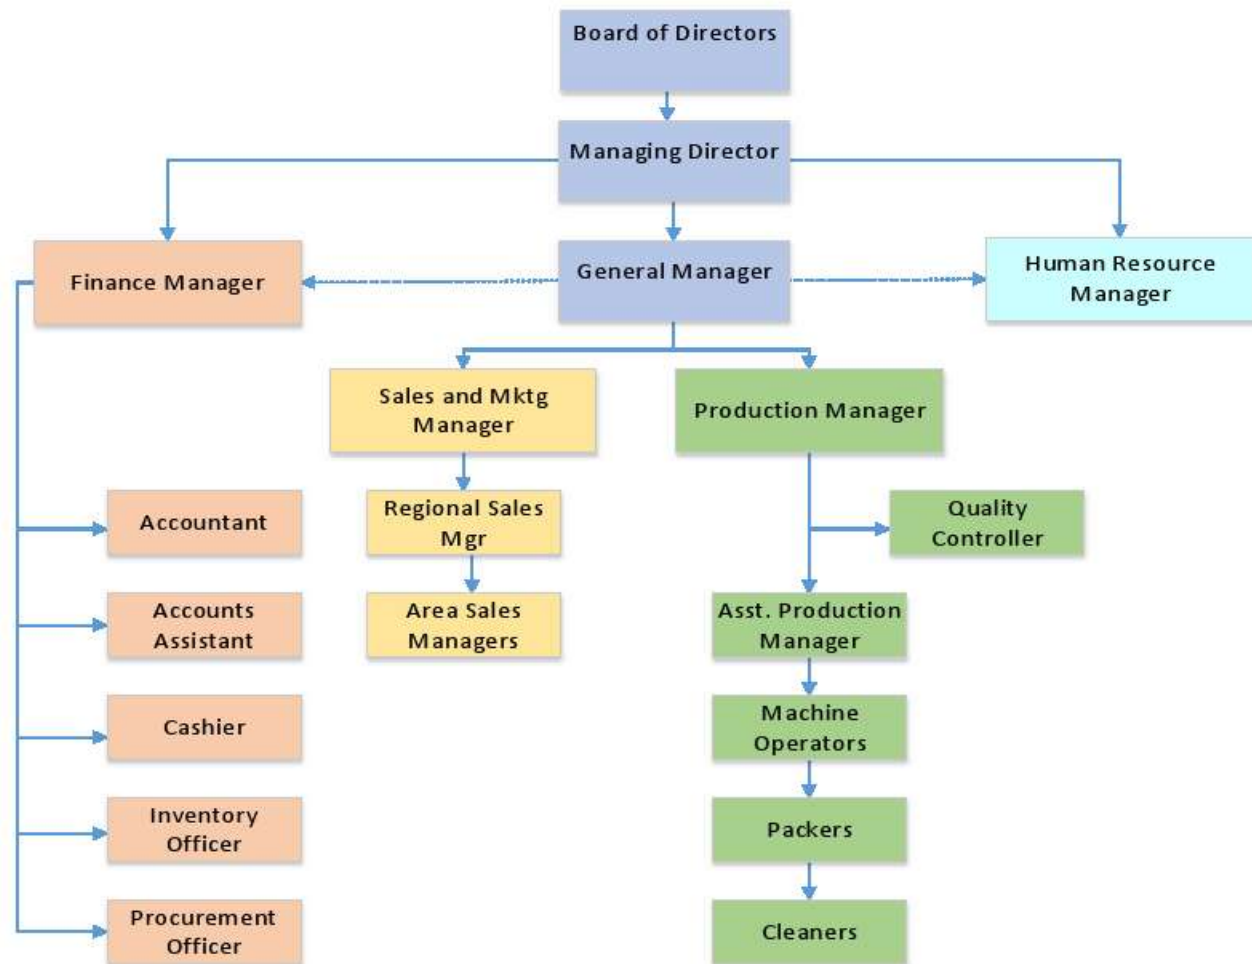 Board of Directors
Managing Director
Finance Manager
General Manager
Human Resource
Manager
Sales and Mktg
Manager
Production Manager
Accountant
Regional Sales
Mgr
Quality
Controller
Accounts
Assistant
Area Sales
Managers
Asst. Production
Manager
Cashier
Machine
Operators
Inventory
Officer
Packers
Procurement
Officer
Cleaners